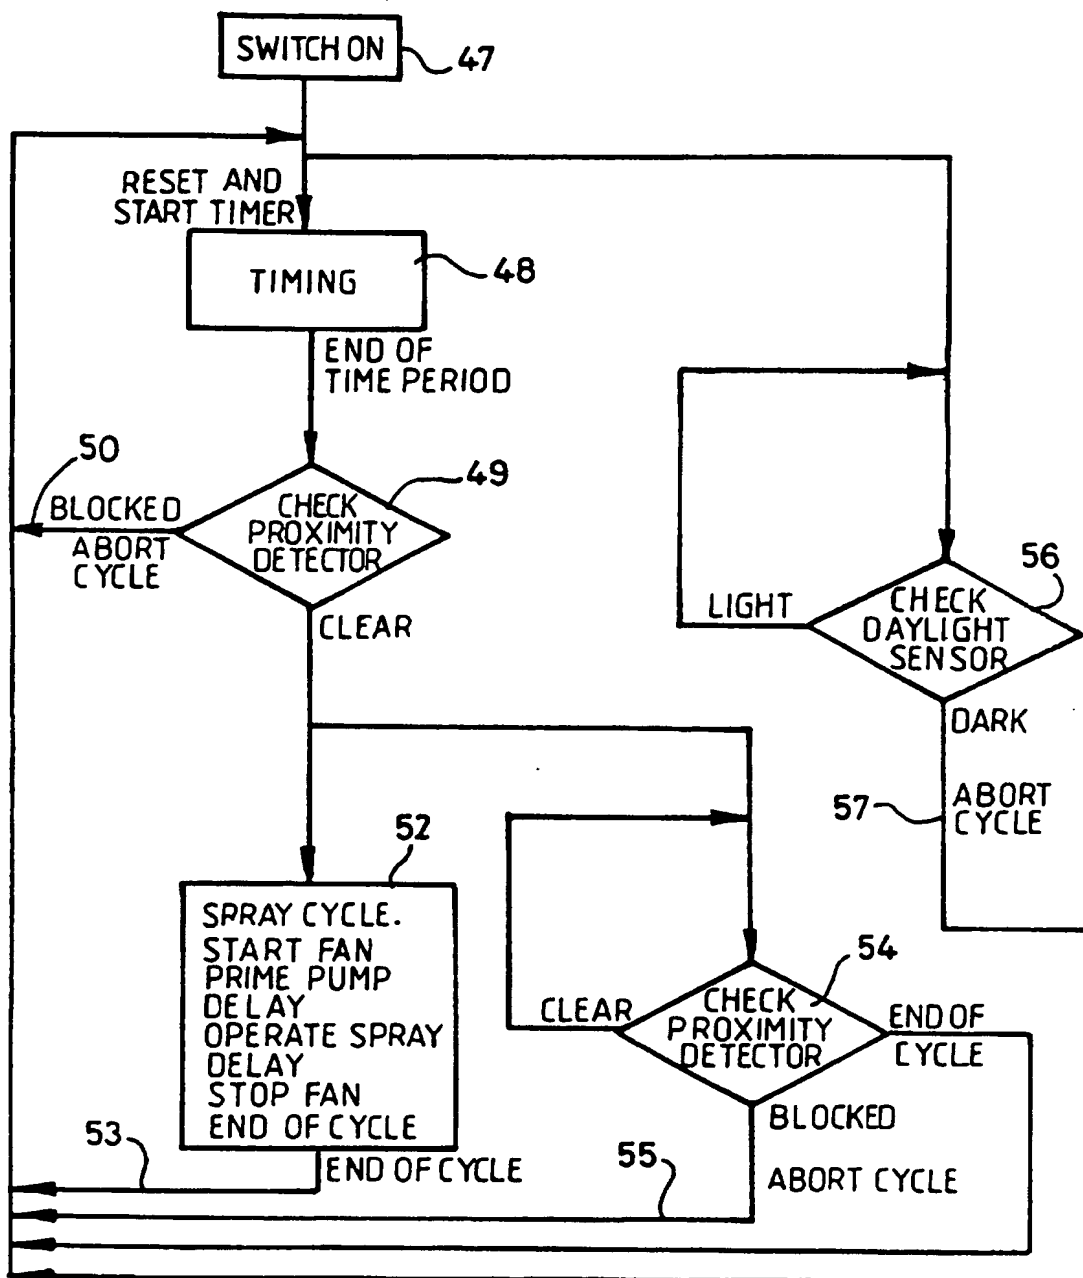 SWITCH ON
47
RESET AND
START TIMER
TIMING
48
END OF
TIME PERIOD
50
BLOCKED
ABORT
CYCLE
49
CHECK
PROXIMITY
DETECTOR
CLEAR
56
LIGHT
CHECK
DAYLIGHT
SENSOR
DARK
57
ABORT
CYCLE
52
SPRAY CYCLE.
START FAN
PRIME PUMP
DELAY
OPERATE SPRAY
DELAY
STOP FAN
END OF CYCLE
53
END OF CYCLE
54
CLEAR
CHECK
PROXIMITY
DETECTOR
END OF
CYCLE
BLOCKED
55
ABORT CYCLE